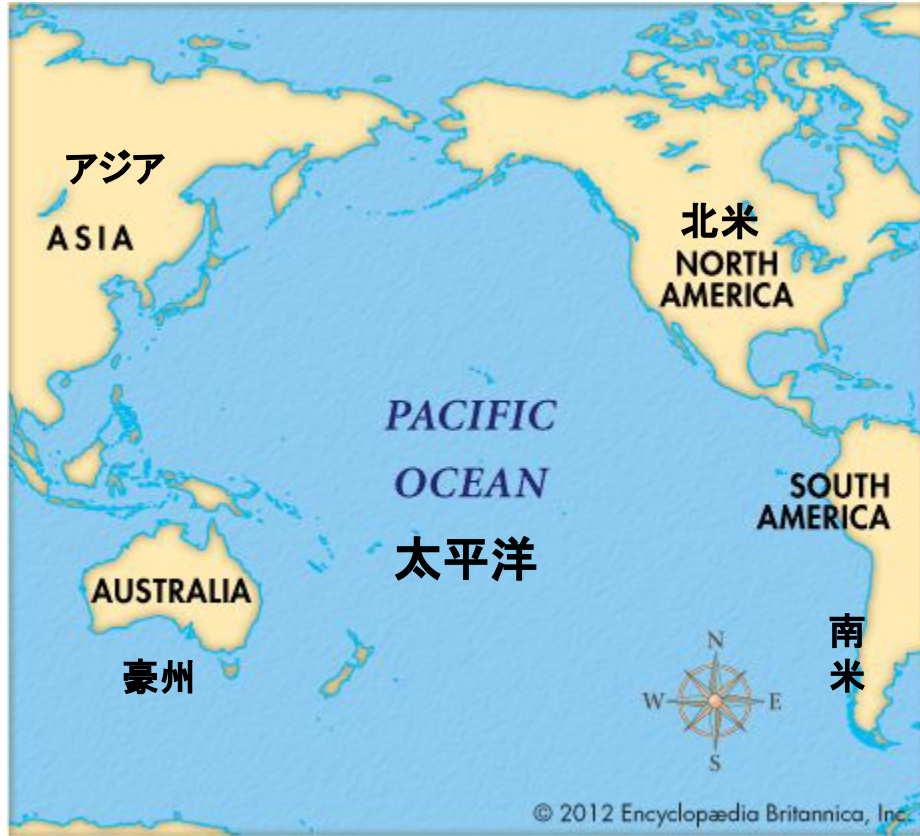 アジア
ASIA
北米
NORTH
AMERICA
PACIFIC
OCEAN
太平洋
SOUTH
AMERICA
AUSTRALIA
豪州
南
米
N
W E
S
© 2012 Encyclopædia Britannica, Inc.